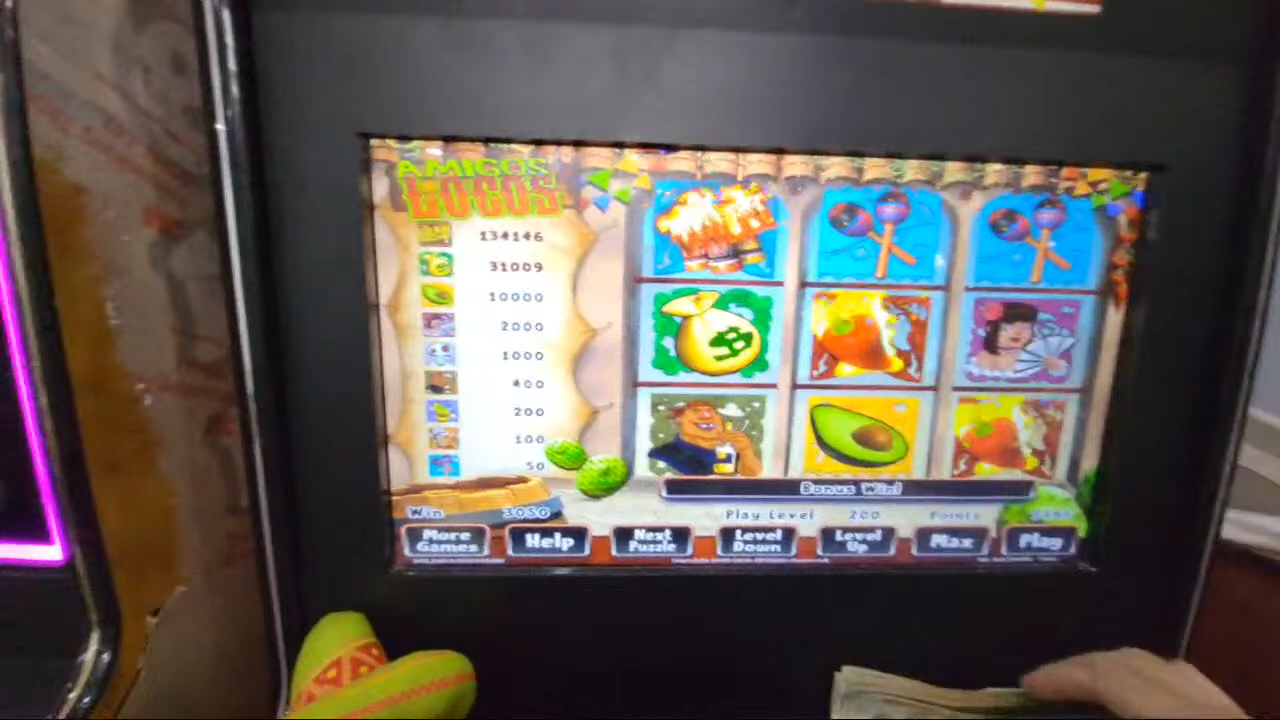 AMIGOS
LOCOS
134146
31009
10000
2000
1000
400
200
100
50
Bonus Win!
Win 3050 Play Level 200 Points
More Games Help Next Puzzle Level Down Level Up Max Play